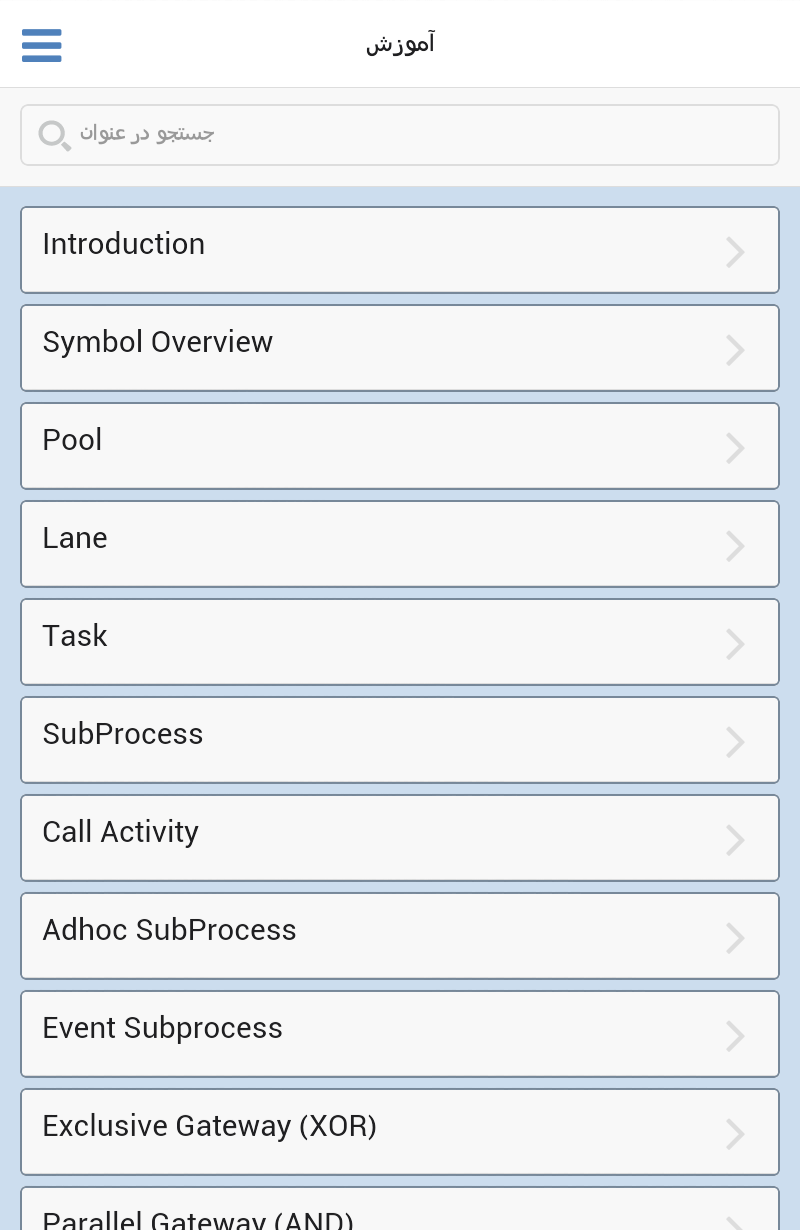 آموزش
جستجو در عنوان
Introduction
Symbol Overview
Pool
Lane
Task
SubProcess
Call Activity
Adhoc SubProcess
Event Subprocess
Exclusive Gateway (XOR)
Parallel Gateway (AND)